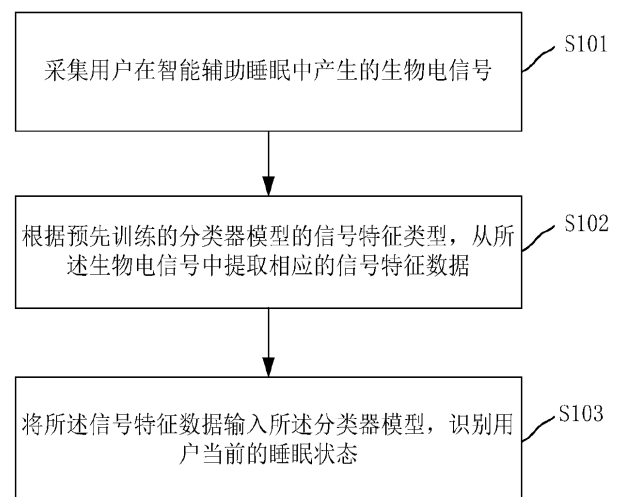 采集用户在智能辅助睡眠中产生的生物电信号
S101
根据预先训练的分类器模型的信号特征类型，从所
述生物电信号中提取相应的信号特征数据
S102
将所述信号特征数据输入所述分类器模型，识别用
户当前的睡眠状态
S103